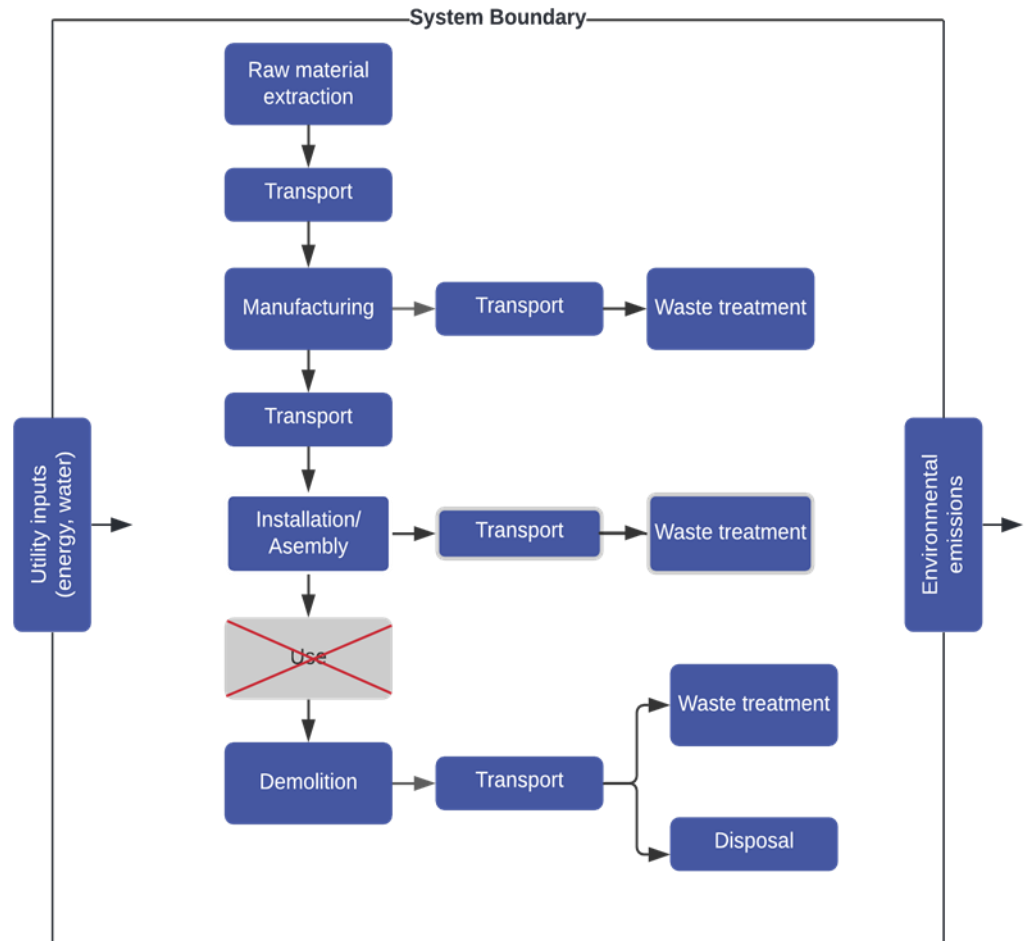 System Boundary
Raw material
extraction
Transport
Manufacturing
Transport
Waste treatment
Transport
Installation/
Asembly
Transport
Waste treatment
Utility inputs
(energy, water)
Environmental
emissions
Use
Waste treatment
Demolition
Transport
Disposal